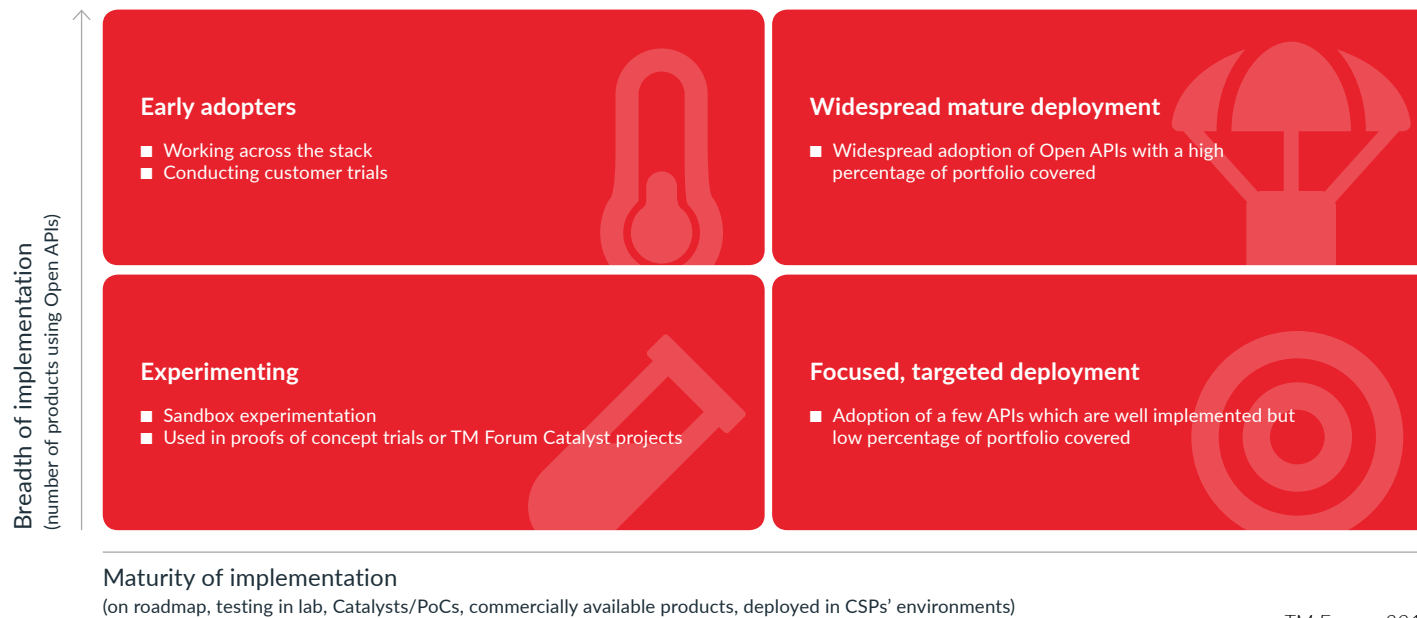 Early adopters
■ Working across the stack
■ Conducting customer trials
Widespread mature deployment
■ Widespread adoption of Open APIs with a high
percentage of portfolio covered
Breadth of implementation
(number of products using Open APIs)
Experimenting
■ Sandbox experimentation
■ Used in proofs of concept trials or TM Forum Catalyst projects
Focused, targeted deployment
■ Adoption of a few APIs which are well implemented but
low percentage of portfolio covered
Maturity of implementation
(on roadmap, testing in lab, Catalysts/PoCs, commercially available products, deployed in CSPs’ environments)